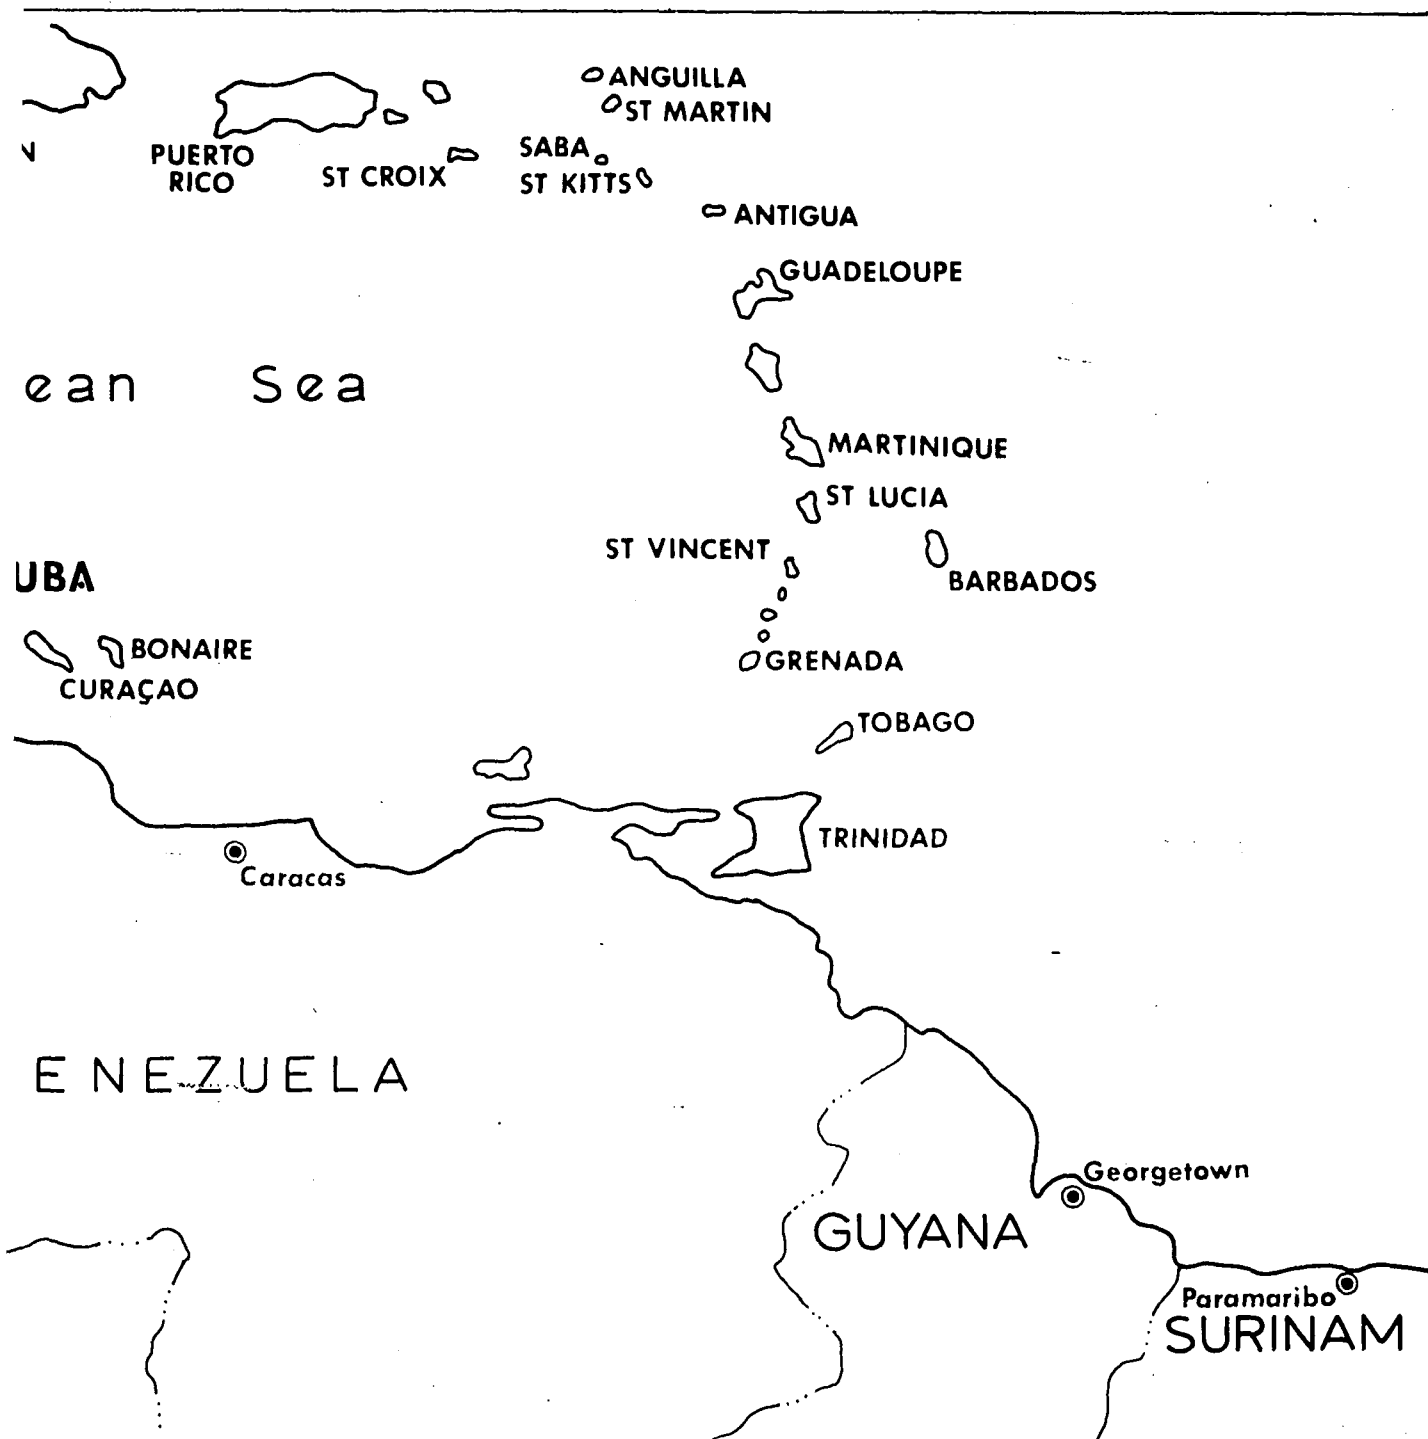 ANGUILLA
ST MARTIN
N
PUERTO
RICO
ST CROIX
SABA
ST KITTS
ANTIGUA
GUADELOUPE
ean Sea
MARTINIQUE
ST LUCIA
ST VINCENT
BARBADOS
UBA
BONAIRE
CURAÇAO
GRENADA
TOBAGO
TRINIDAD
Caracas
ENEZUELA
Georgetown
GUYANA
Paramaribo
SURINAM